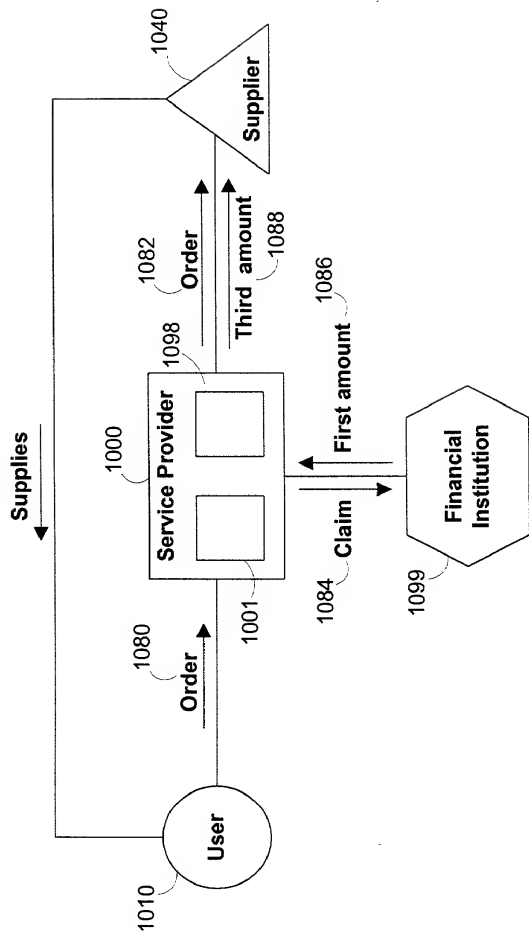 Supplies
1000
Service Provider
1001
1098
1080
Order
User
1010
1082
Order
Third amount
1088
1040
Supplier
1084
Claim
First amount
1086
Financial
Institution
1099